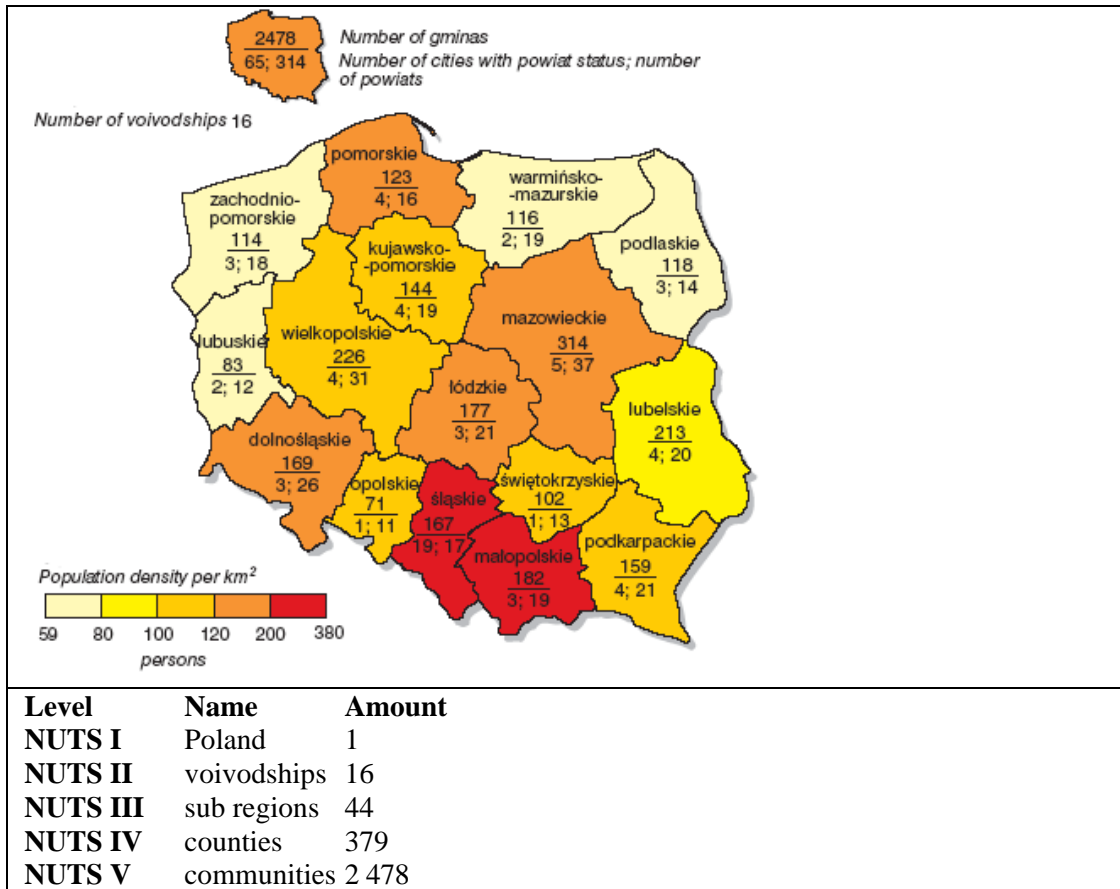 2478
65; 314
Number of gminas
Number of cities with powiat status; number
of powiats
Number of voivodships 16
pomorskie
123
4; 16
warmińsko-
-mazurskie
116
2; 19
zachodnio-
pomorskie
114
3; 18
podlaskie
118
3; 14
kujawsko-
-pomorskie
144
4; 19
mazowieckie
314
5; 37
lubuskie
83
2; 12
wielkopolskie
226
4; 31
łódzkie
177
3; 21
lubelskie
213
4; 20
dolnośląskie
169
3; 26
opolskie
71
1; 11
śląskie
167
19; 17
świętokrzyskie
102
1; 13
małopolskie
182
3; 19
podkarpackie
159
4; 21
Population density per km²
59 80 100 120 200 380
persons
Level Name Amount
NUTS I Poland 1
NUTS II voivodships 16
NUTS III sub regions 44
NUTS IV counties 379
NUTS V communities 2 478